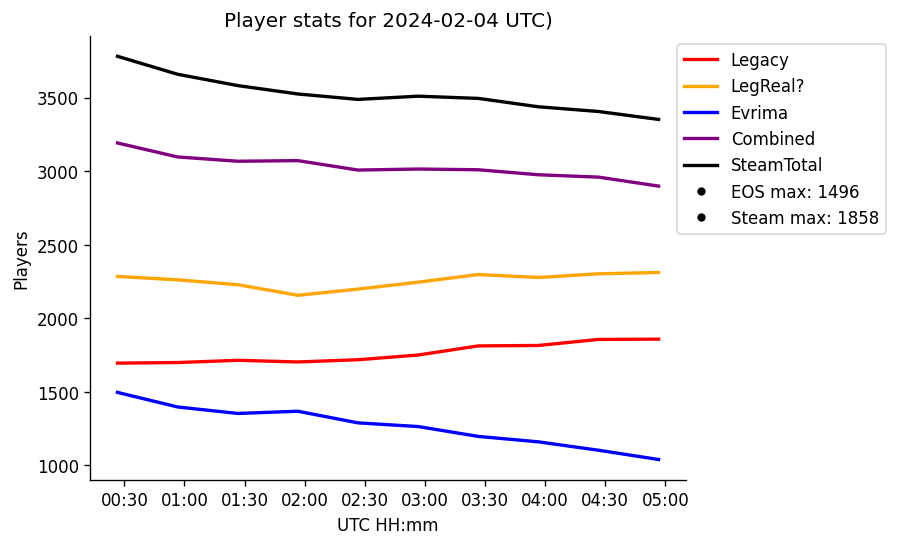 Player stats for 2024-02-04 UTC)
Legacy
LegReal?
Evrima
Combined
SteamTotal
EOS max: 1496
Steam max: 1858
Players
3500
3000
2500
2000
1500
1000
00:30 01:00 01:30 02:00 02:30 03:00 03:30 04:00 04:30 05:00
UTC HH:mm